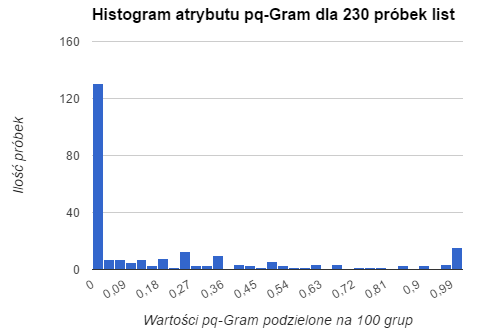 Histogram atrybutu pq-Gram dla 230 próbek list
160
120
80
40
0
Ilość próbek
0 0,09 0,18 0,27 0,36 0,45 0,54 0,63 0,72 0,81 0,9 0,99
Wartości pq-Gram podzielone na 100 grup